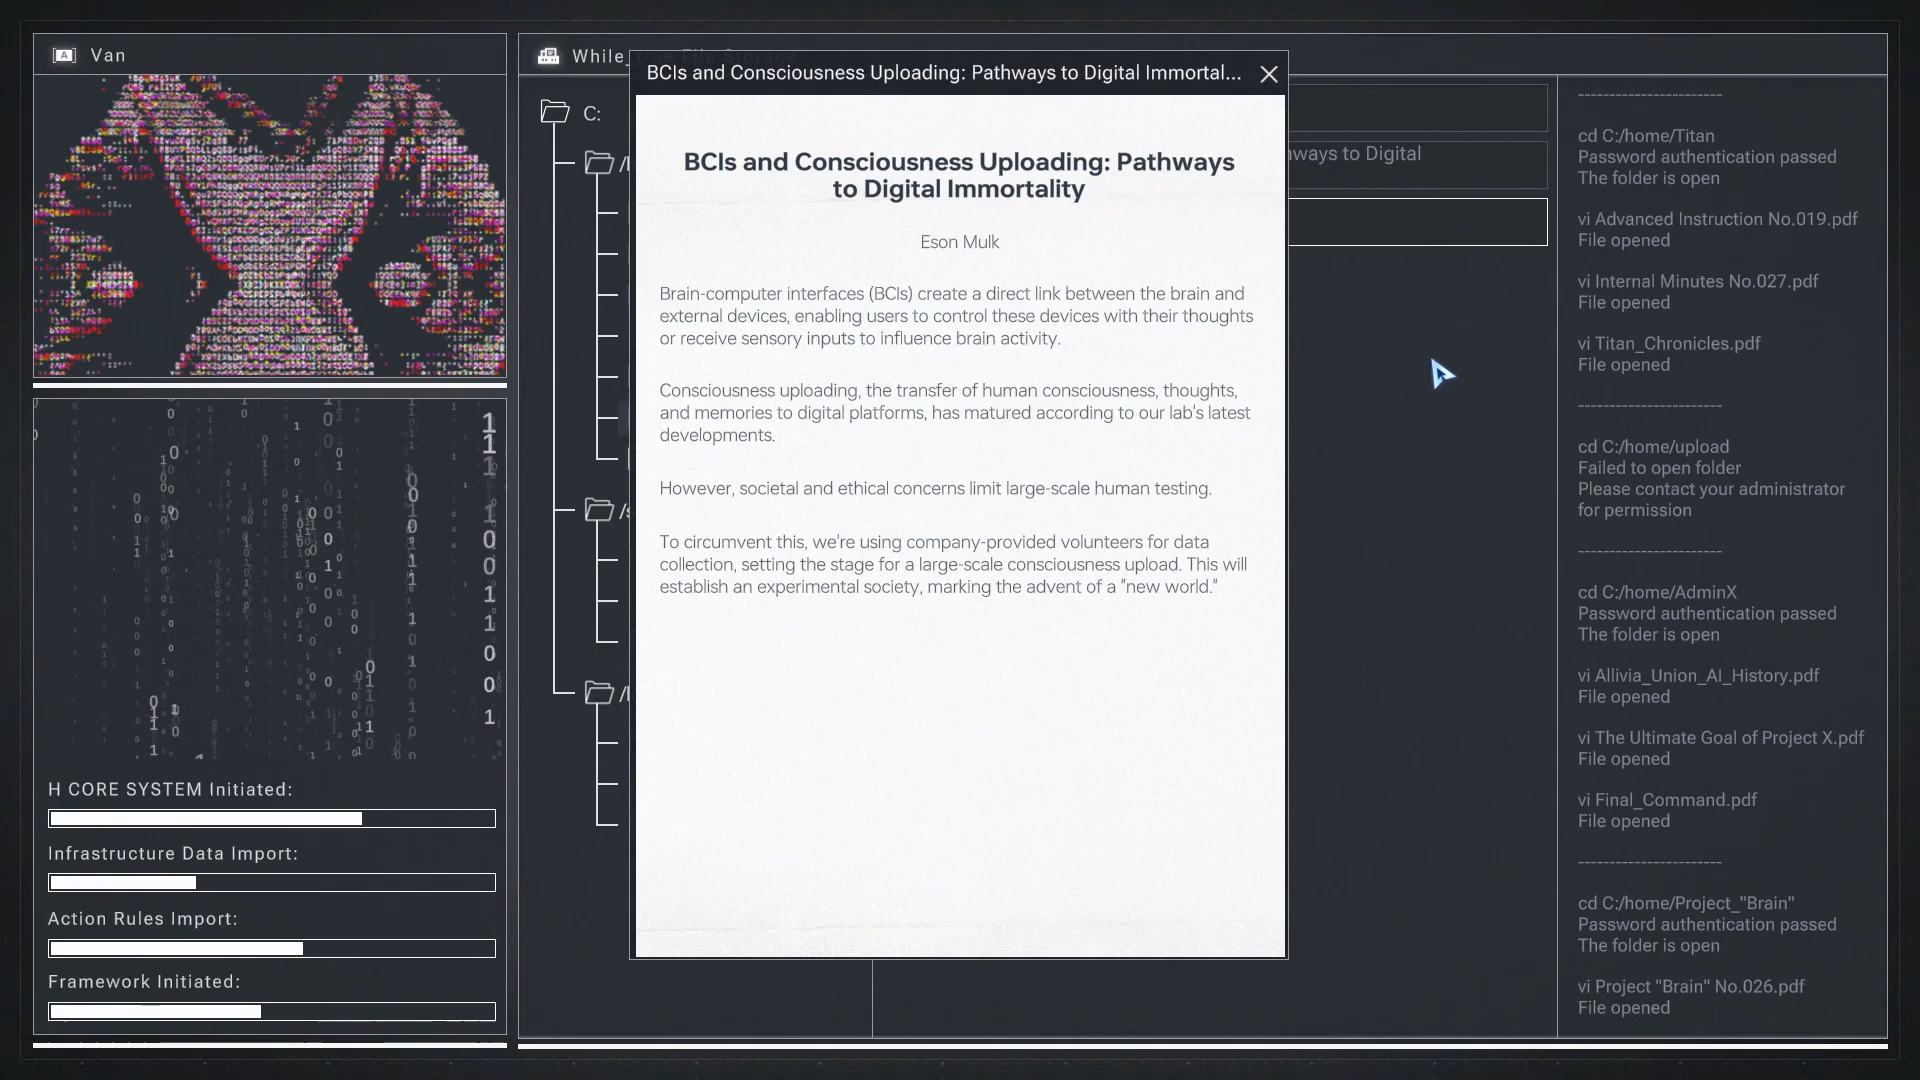 Van
While_true File Storage
BCIs and Consciousness Uploading: Pathways to Digital Immortal...
C:
BCIs and Consciousness Uploading: Pathways
to Digital Immortality
Eson Mulk
Brain-computer interfaces (BCIs) create a direct link between the brain and
external devices, enabling users to control these devices with their thoughts
or receive sensory inputs to influence brain activity.
Consciousness uploading, the transfer of human consciousness, thoughts,
and memories to digital platforms, has matured according to our lab's latest
developments.
However, societal and ethical concerns limit large-scale human testing.
To circumvent this, we're using company-provided volunteers for data
collection, setting the stage for a large-scale consciousness upload. This will
establish an experimental society, marking the advent of a "new world."
ways to Digital
H CORE SYSTEM Initiated:
Infrastructure Data Import:
Action Rules Import:
Framework Initiated:
-----------------------
cd C:/home/Titan
Password authentication passed
The folder is open
vi Advanced Instruction No.019.pdf
File opened
vi Internal Minutes No.027.pdf
File opened
vi Titan_Chronicles.pdf
File opened
-----------------------
cd C:/home/upload
Failed to open folder
Please contact your administrator
for permission
-----------------------
cd C:/home/AdminX
Password authentication passed
The folder is open
vi Allivia_Union_AI_History.pdf
File opened
vi The Ultimate Goal of Project X.pdf
File opened
vi Final_Command.pdf
File opened
-----------------------
cd C:/home/Project_"Brain"
Password authentication passed
The folder is open
vi Project "Brain" No.026.pdf
File opened